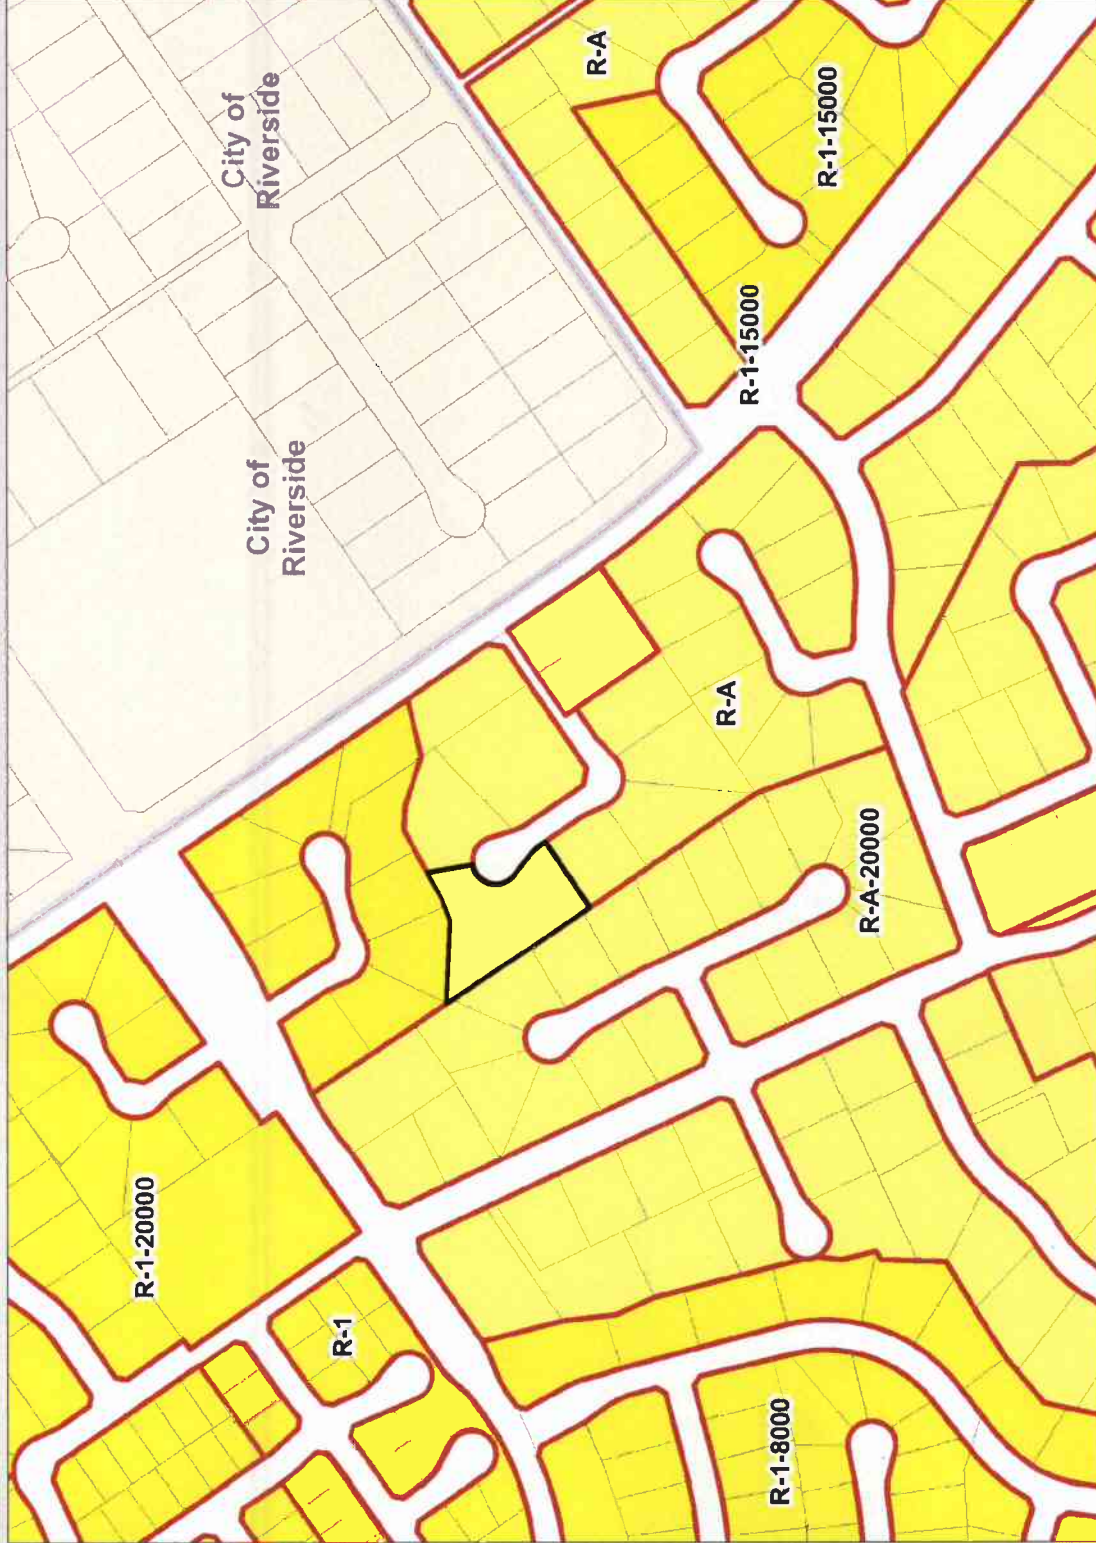 City of
Riverside
City of
Riverside
R-A
R-1-15000
R-1-15000
R-A
R-A-20000
R-1-20000
R-1
R-1-8000